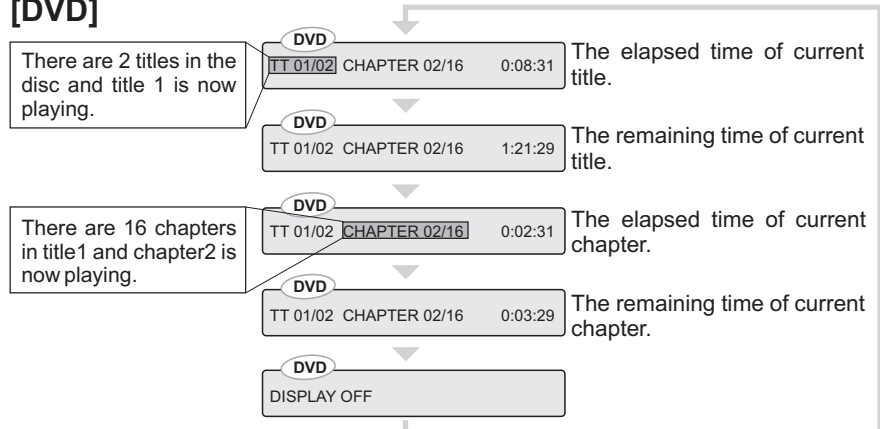 [DVD]
There are 2 titles in the
disc and title 1 is now
playing.
DVD
TT 01/02 CHAPTER 02/16 0:08:31
The elapsed time of current
title.
DVD
TT 01/02 CHAPTER 02/16 1:21:29
The remaining time of current
title.
There are 16 chapters
in title1 and chapter2 is
now playing.
DVD
TT 01/02 CHAPTER 02/16 0:02:31
The elapsed time of current
chapter.
DVD
TT 01/02 CHAPTER 02/16 0:03:29
The remaining time of current
chapter.
DVD
DISPLAY OFF